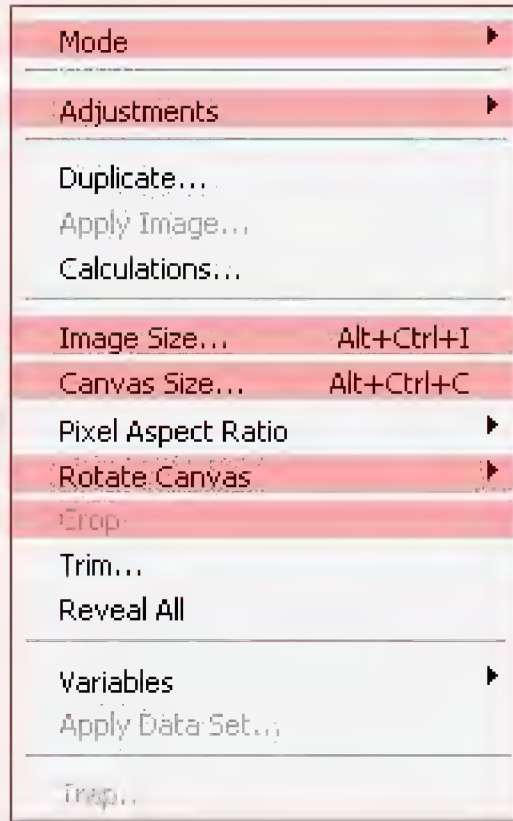 Mode
Adjustments
Duplicate...
Apply Image...
Calculations...
Image Size... Alt+Ctrl+I
Canvas Size... Alt+Ctrl+C
Pixel Aspect Ratio
Rotate Canvas
Crop
Trim...
Reveal All
Variables
Apply Data Set...
Trap...